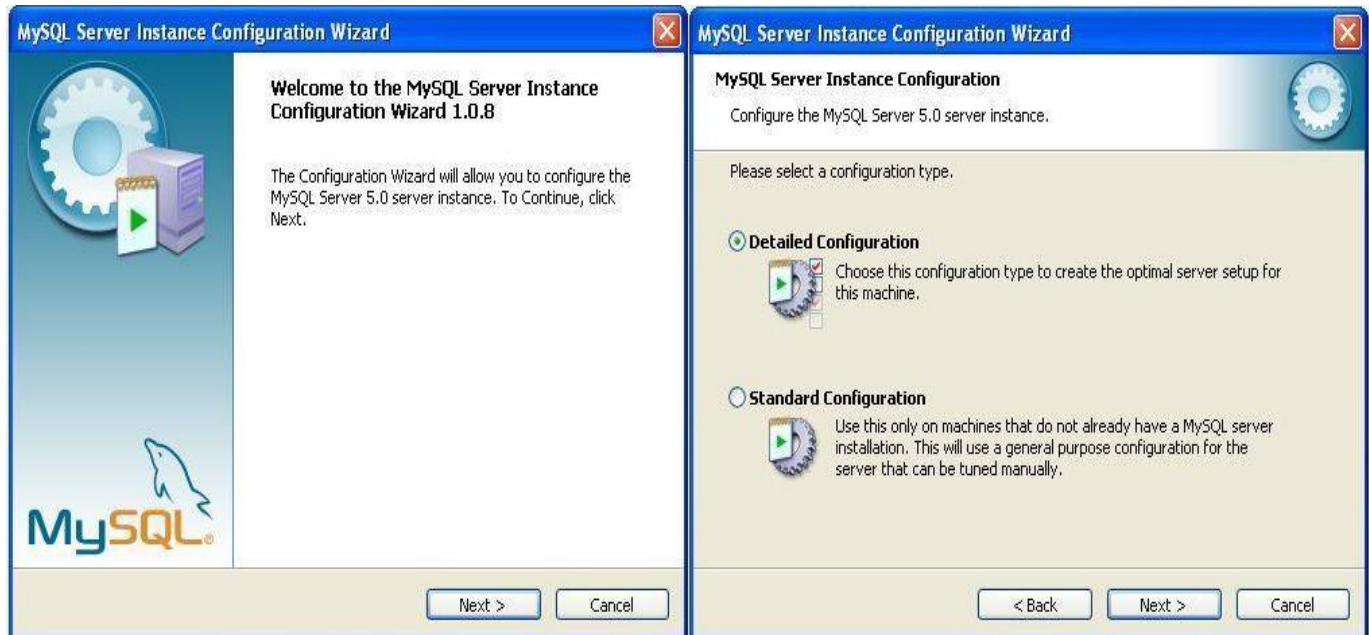 MySQL Server Instance Configuration Wizard
Welcome to the MySQL Server Instance
Configuration Wizard 1.0.8
The Configuration Wizard will allow you to configure the
MySQL Server 5.0 server instance. To Continue, click
Next.
MySQL®
Next >
Cancel
MySQL Server Instance Configuration Wizard
MySQL Server Instance Configuration
Configure the MySQL Server 5.0 server instance.
Please select a configuration type.
Detailed Configuration
Choose this configuration type to create the optimal server setup for
this machine.
Standard Configuration
Use this only on machines that do not already have a MySQL server
installation. This will use a general purpose configuration for the
server that can be tuned manually.
< Back
Next >
Cancel